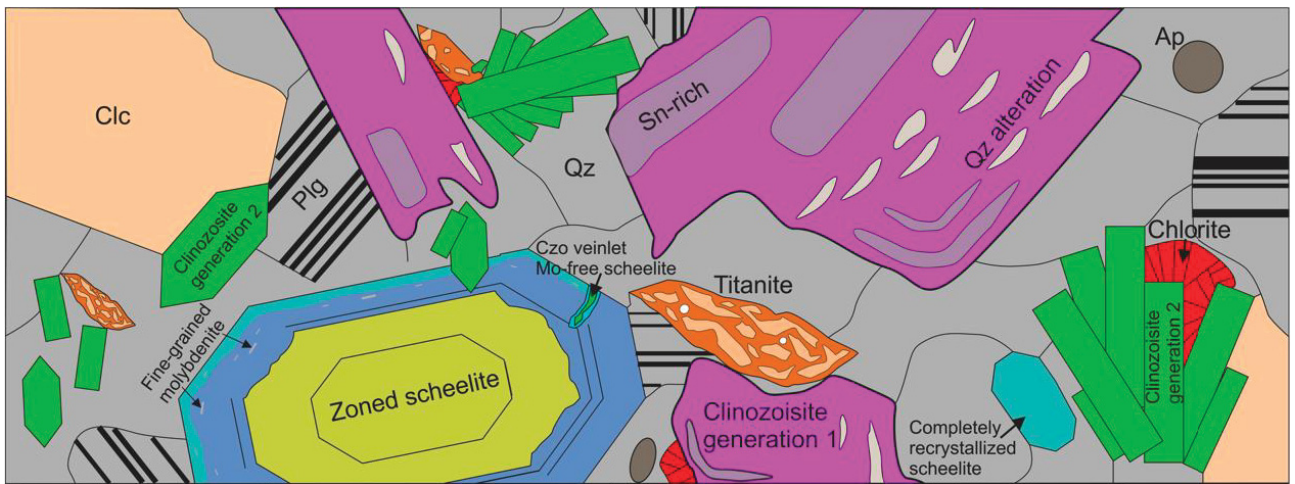 Clc
Plg
Qz
Sn-rich
Qz alteration
Ap
Clinozosite
generation 2
Czo veinlet
Mo-free scheelite
Titanite
Chlorite
Fine-grained
molybdenite
Zoned scheelite
Clinozoisite
generation 1
Completely
recrystallized
scheelite
Clinozoisite
generation 2